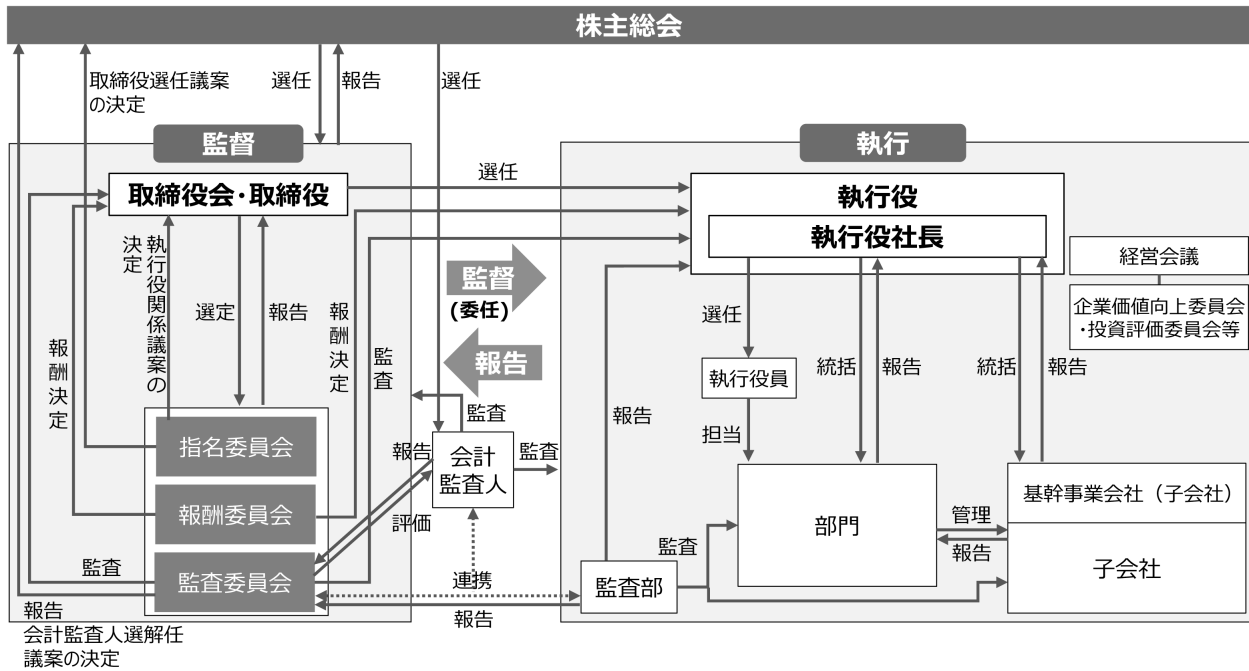 株主総会
取締役選任議案
の決定
選任
報告
選任
監督
執行
取締役会・取締役
選任
執行役
執行役社長
経営会議
企業価値向上委員会
・投資評価委員会等
監督
(委任)
報告
執行役関係議案の
決定
選定
報告
報酬決定
報酬決定
監査
選任
執行役員
担当
統括
報告
統括
報告
報告
指名委員会
報酬委員会
監査委員会
監査
報告
会計
監査人
監査
評価
部門
基幹事業会社（子会社）
子会社
管理
報告
監査
監査
連携
監査部
報告
報告
会計監査人選解任
議案の決定